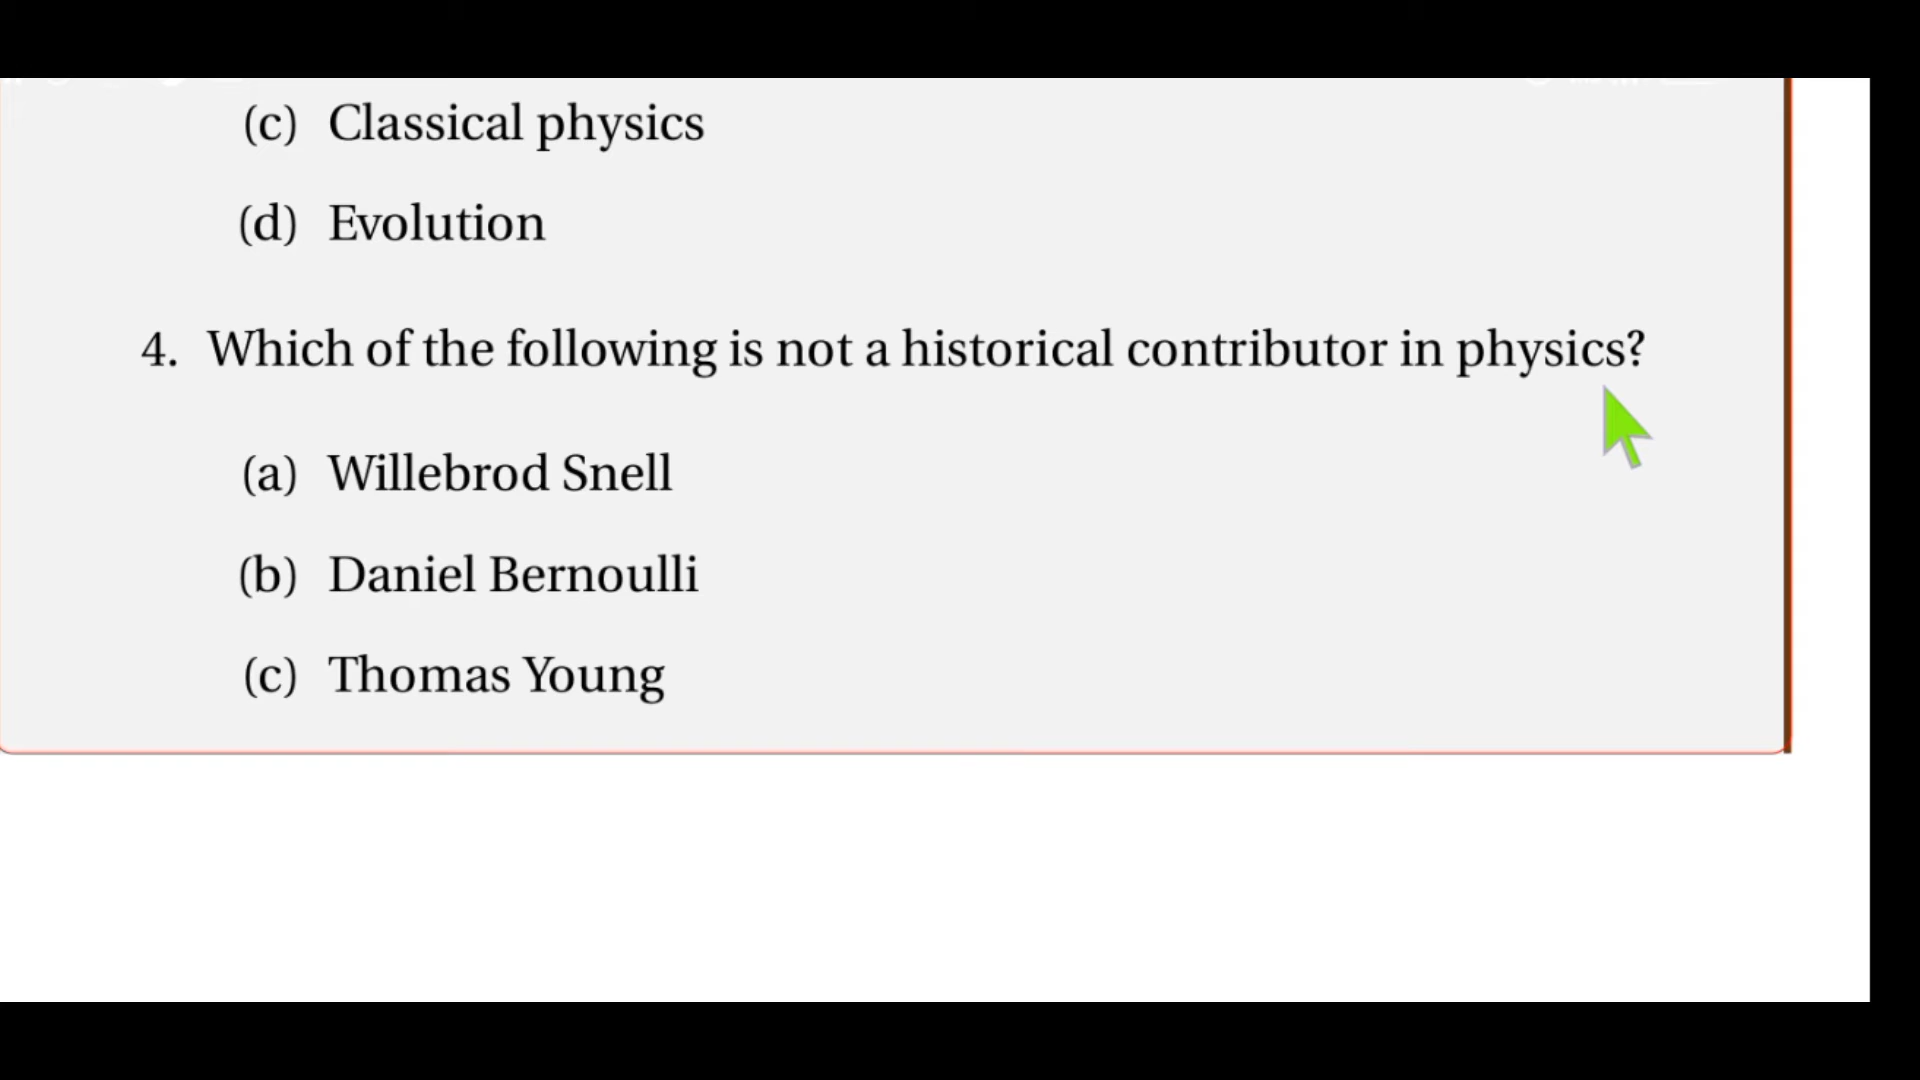 (c) Classical physics
(d) Evolution
4. Which of the following is not a historical contributor in physics?
(a) Willebrod Snell
(b) Daniel Bernoulli
(c) Thomas Young